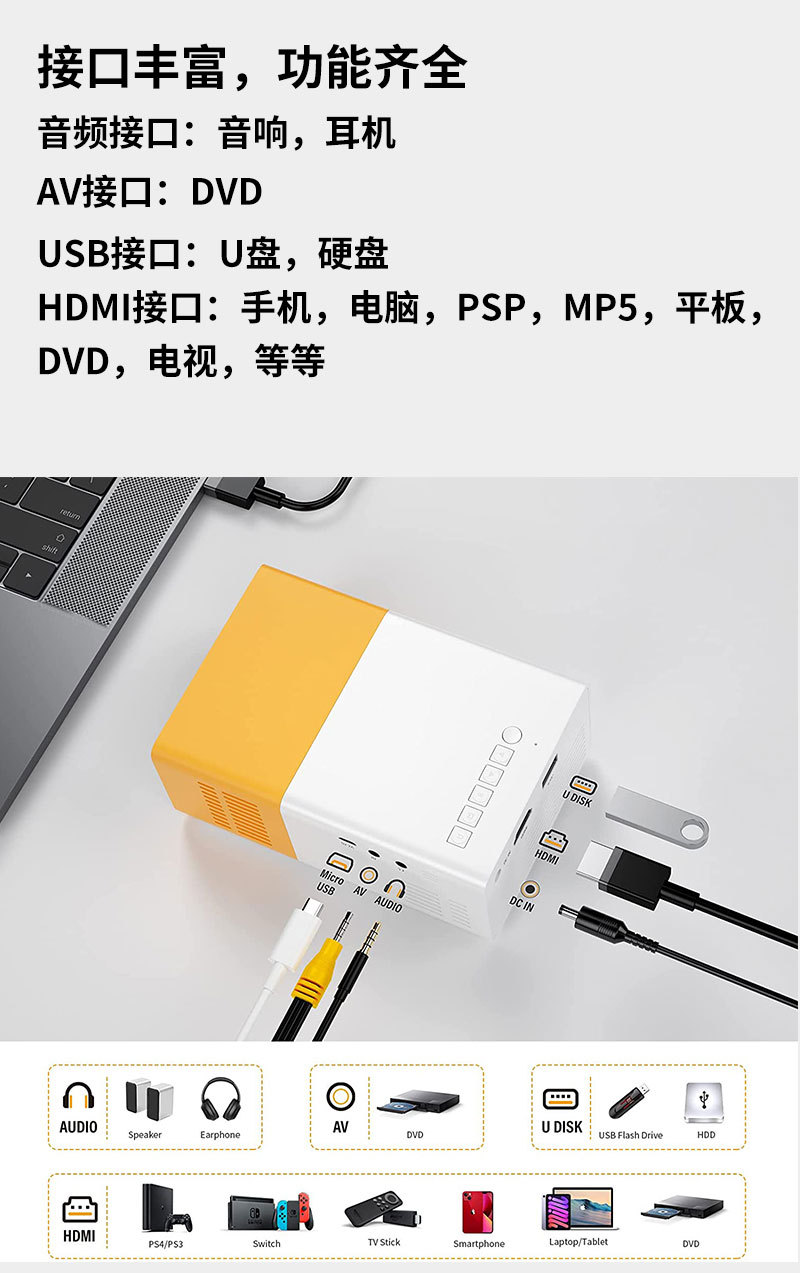 接口丰富，功能齐全
音频接口：音响，耳机
AV接口：DVD
USB接口：U盘，硬盘
HDMI接口：手机，电脑，PSP，MP5，平板，
DVD，电视，等等
return
shift
U DISK
HDMI
DC IN
Micro
USB
AV
AUDIO
AUDIO
Speaker
Earphone
AV
DVD
U DISK
USB Flash Drive
HDD
HDMI
PS4/PS3
Switch
TV Stick
Smartphone
Laptop/Tablet
DVD